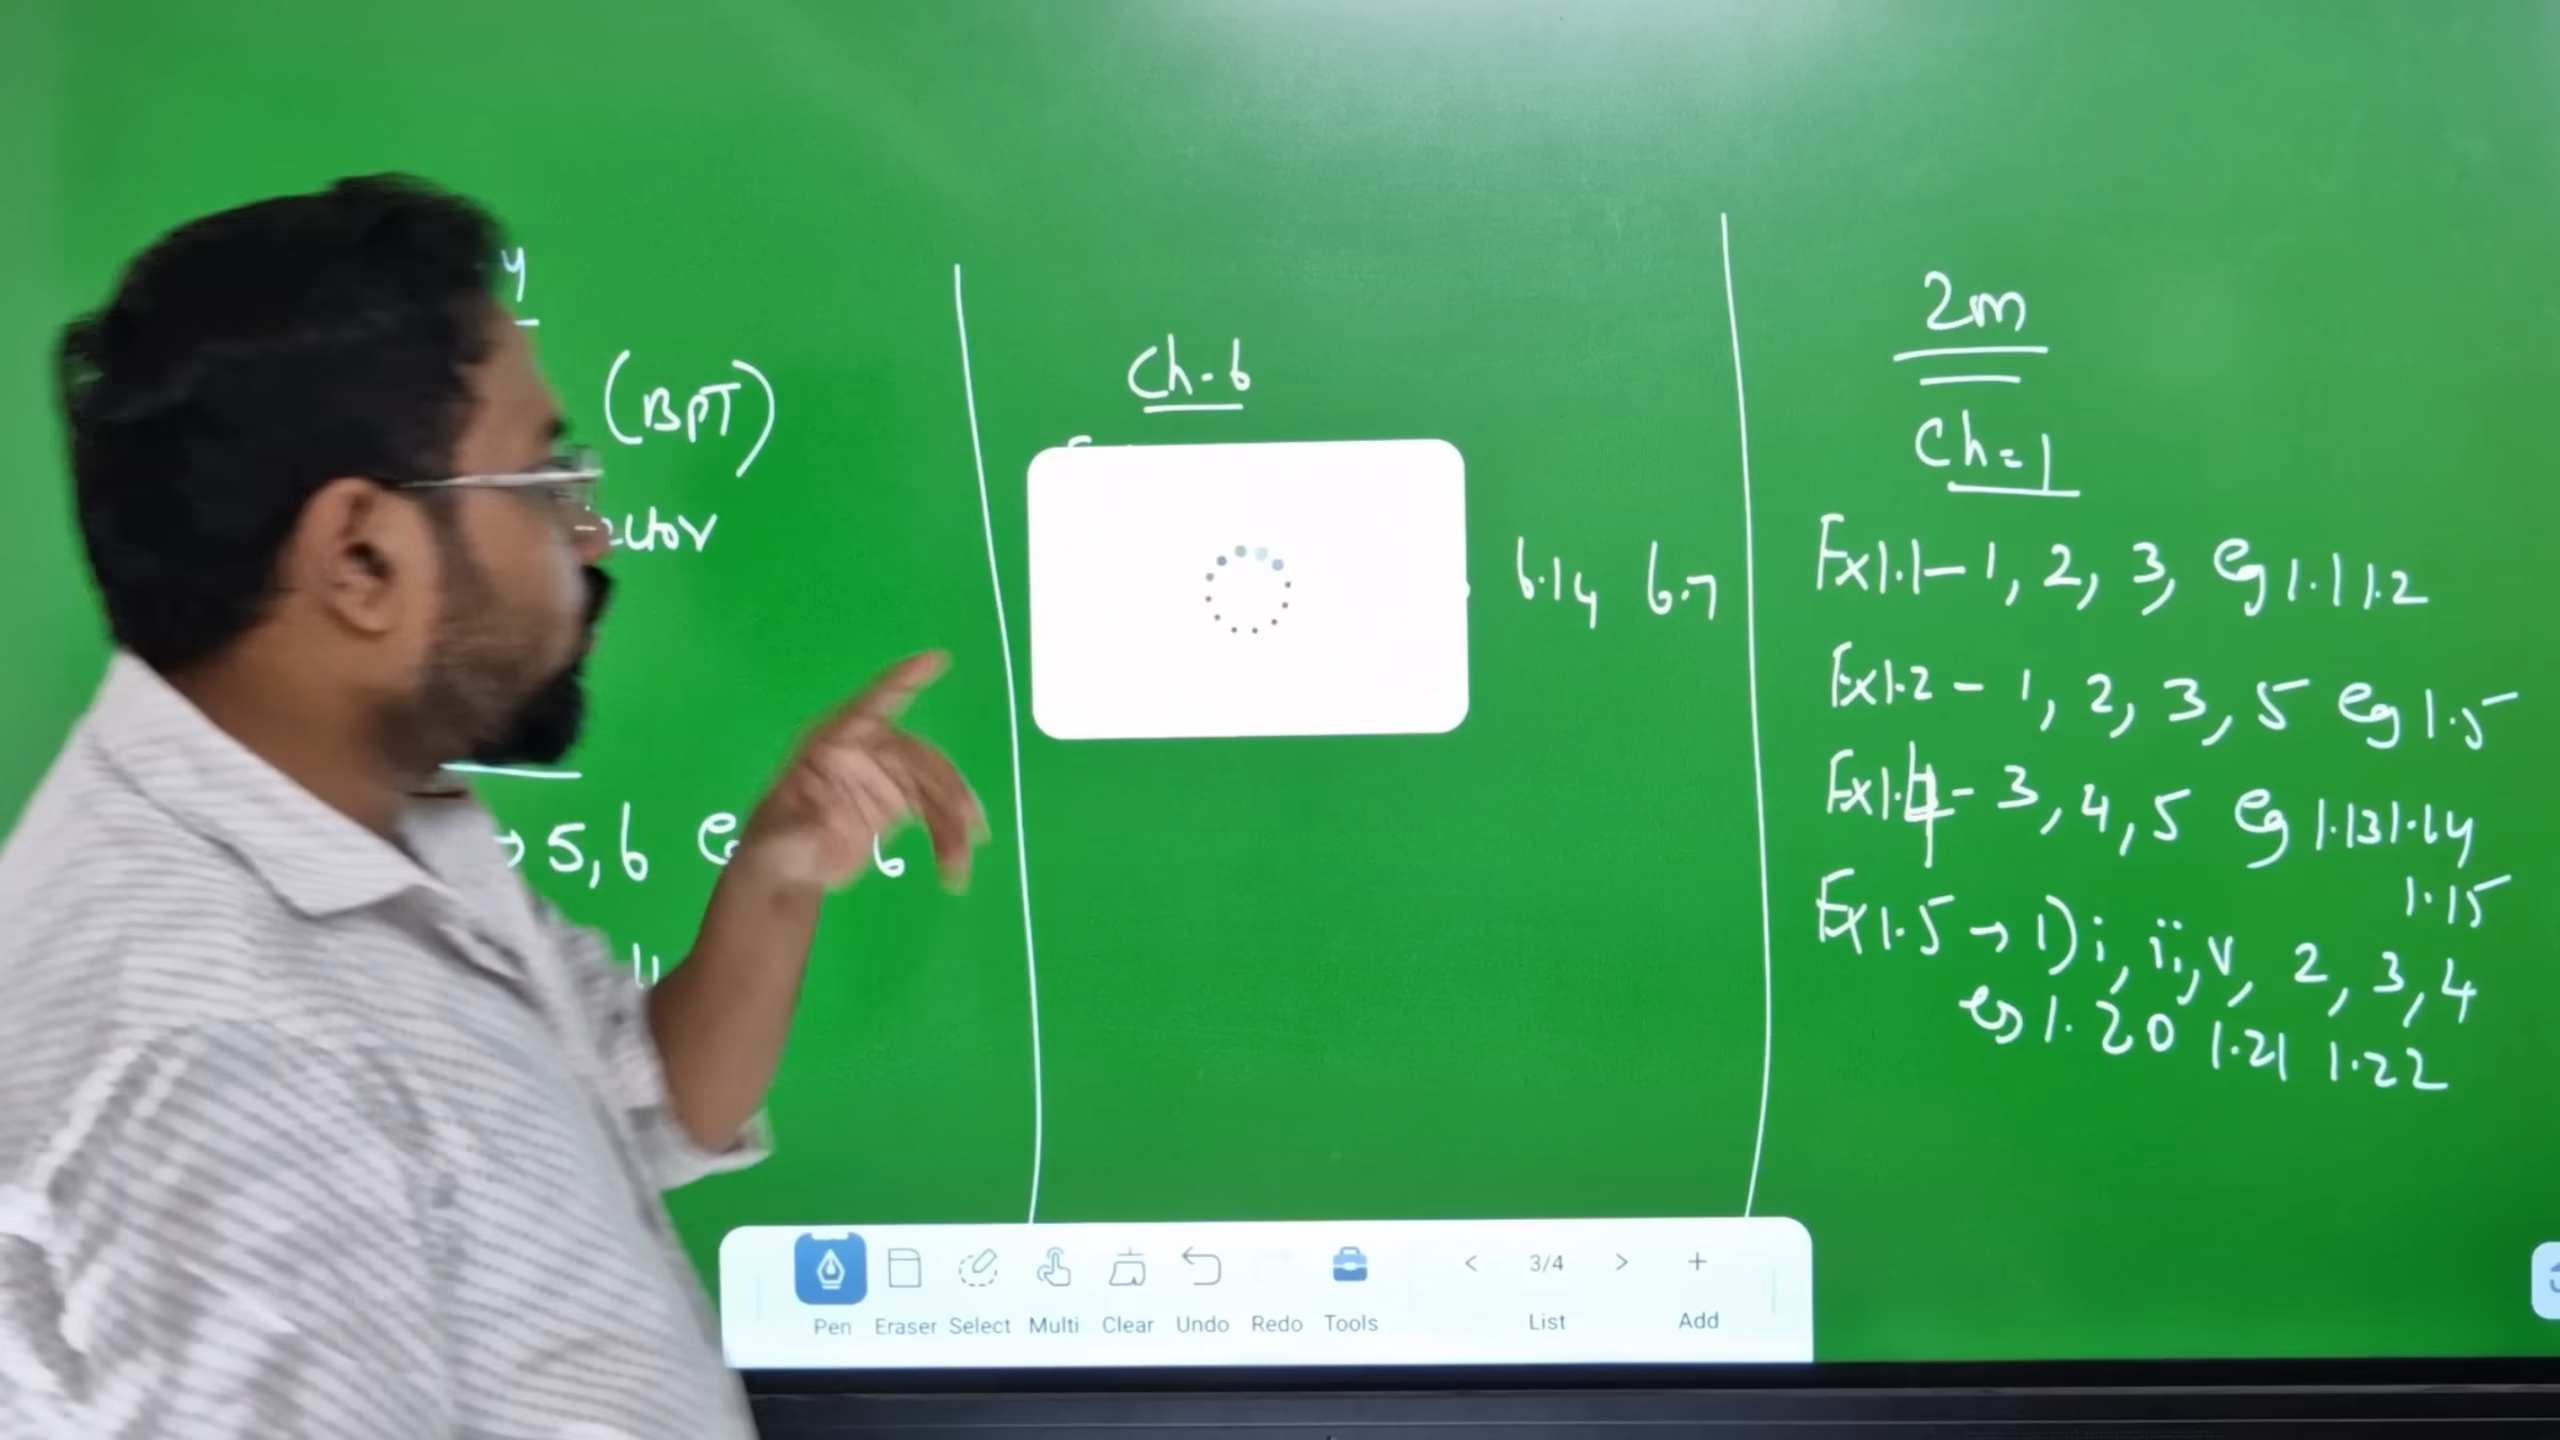 4
(BPT)
→ 5, 6
6
Ch-6
6.14 6.7
2m
Ch=1
Ex1.1- 1, 2, 3, eg 1.1 1.2
Ex1.2 - 1, 2, 3, 5 eg 1.5
Ex1.4- 3, 4, 5 eg 1.13 1.14
1.15
Ex1.5 → 1) i, ii, v, 2, 3, 4
eg 1.20 1.21 1.22
< 3/4 > +
Pen Eraser Select Multi Clear Undo Redo Tools List Add